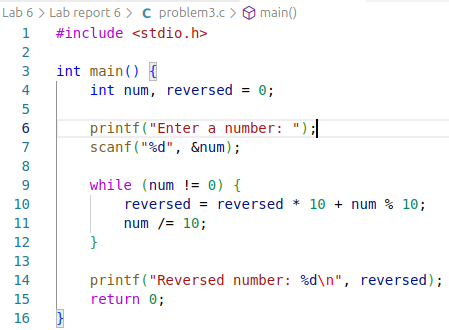 Lab 6 > Lab report 6 > C problem3.c > main()
1 #include <stdio.h>
2
3 int main() {
4     int num, reversed = 0;
5
6     printf("Enter a number: ");
7     scanf("%d", &num);
8
9     while (num != 0) {
10         reversed = reversed * 10 + num % 10;
11         num /= 10;
12     }
13
14     printf("Reversed number: %d\n", reversed);
15     return 0;
16 }